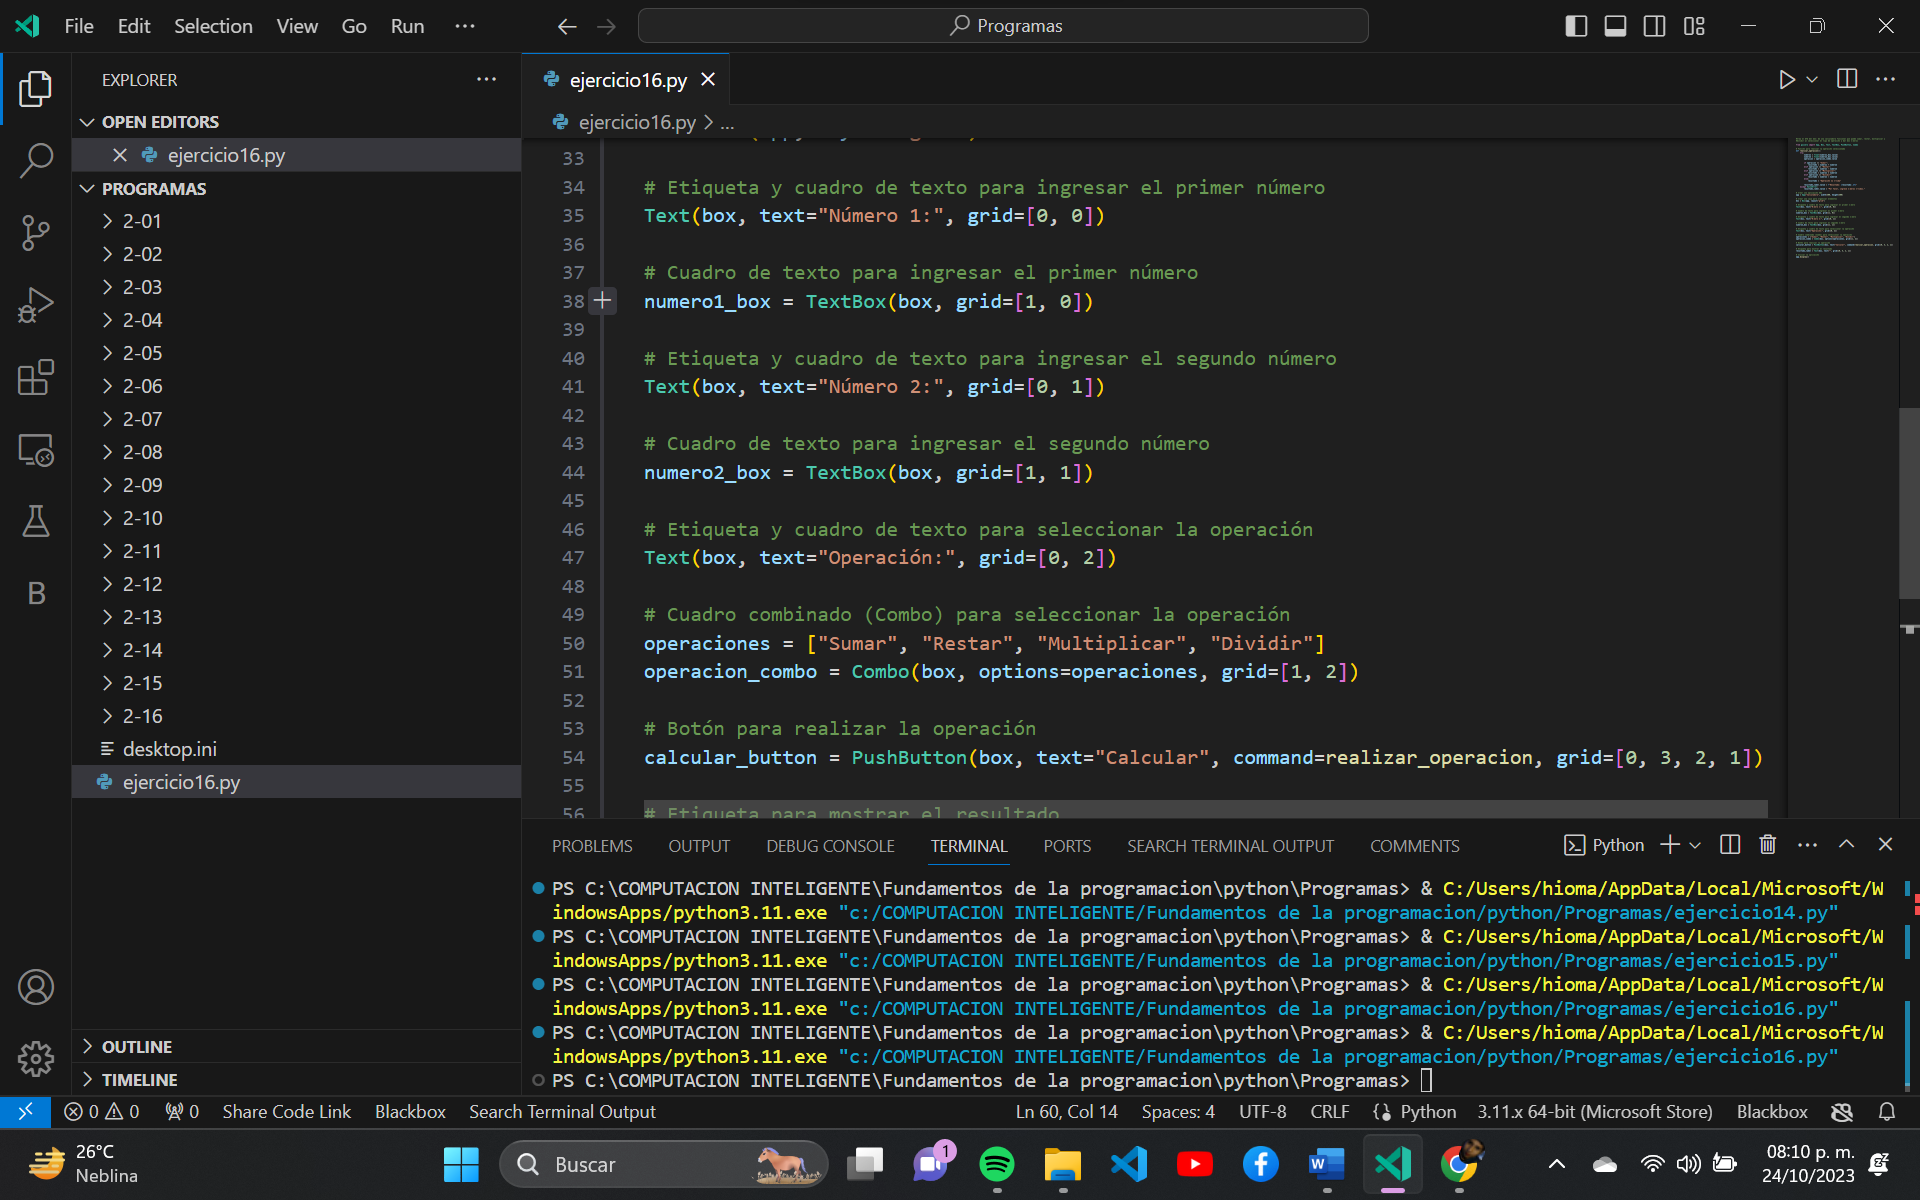 File Edit Selection View Go Run ...
Programas
EXPLORER
OPEN EDITORS
ejercicio16.py
PROGRAMAS
2-01
2-02
2-03
2-04
2-05
2-06
2-07
2-08
2-09
2-10
2-11
2-12
2-13
2-14
2-15
2-16
desktop.ini
ejercicio16.py
OUTLINE
TIMELINE
ejercicio16.py
ejercicio16.py > ...
33
34 # Etiqueta y cuadro de texto para ingresar el primer número
35 Text(box, text="Número 1:", grid=[0, 0])
36
37 # Cuadro de texto para ingresar el primer número
38 numero1_box = TextBox(box, grid=[1, 0])
39
40 # Etiqueta y cuadro de texto para ingresar el segundo número
41 Text(box, text="Número 2:", grid=[0, 1])
42
43 # Cuadro de texto para ingresar el segundo número
44 numero2_box = TextBox(box, grid=[1, 1])
45
46 # Etiqueta y cuadro de texto para seleccionar la operación
47 Text(box, text="Operación:", grid=[0, 2])
48
49 # Cuadro combinado (Combo) para seleccionar la operación
50 operaciones = ["Sumar", "Restar", "Multiplicar", "Dividir"]
51 operacion_combo = Combo(box, options=operaciones, grid=[1, 2])
52
53 # Botón para realizar la operación
54 calcular_button = PushButton(box, text="Calcular", command=realizar_operacion, grid=[0, 3, 2, 1])
55
56 # Etiqueta para mostrar el resultado
PROBLEMS OUTPUT DEBUG CONSOLE TERMINAL PORTS SEARCH TERMINAL OUTPUT COMMENTS
Python
PS C:\COMPUTACION INTELIGENTE\Fundamentos de la programacion\python\Programas> & C:/Users/hioma/AppData/Local/Microsoft/W
indowsApps/python3.11.exe "c:/COMPUTACION INTELIGENTE/Fundamentos de la programacion/python/Programas/ejercicio14.py"
PS C:\COMPUTACION INTELIGENTE\Fundamentos de la programacion\python\Programas> & C:/Users/hioma/AppData/Local/Microsoft/W
indowsApps/python3.11.exe "c:/COMPUTACION INTELIGENTE/Fundamentos de la programacion/python/Programas/ejercicio15.py"
PS C:\COMPUTACION INTELIGENTE\Fundamentos de la programacion\python\Programas> & C:/Users/hioma/AppData/Local/Microsoft/W
indowsApps/python3.11.exe "c:/COMPUTACION INTELIGENTE/Fundamentos de la programacion/python/Programas/ejercicio16.py"
PS C:\COMPUTACION INTELIGENTE\Fundamentos de la programacion\python\Programas> & C:/Users/hioma/AppData/Local/Microsoft/W
indowsApps/python3.11.exe "c:/COMPUTACION INTELIGENTE/Fundamentos de la programacion/python/Programas/ejercicio16.py"
PS C:\COMPUTACION INTELIGENTE\Fundamentos de la programacion\python\Programas>
0 0 0 Share Code Link Blackbox Search Terminal Output
Ln 60, Col 14 Spaces: 4 UTF-8 CRLF Python 3.11.x 64-bit (Microsoft Store) Blackbox
26°C
Neblina
Buscar
1
08:10 p. m.
24/10/2023